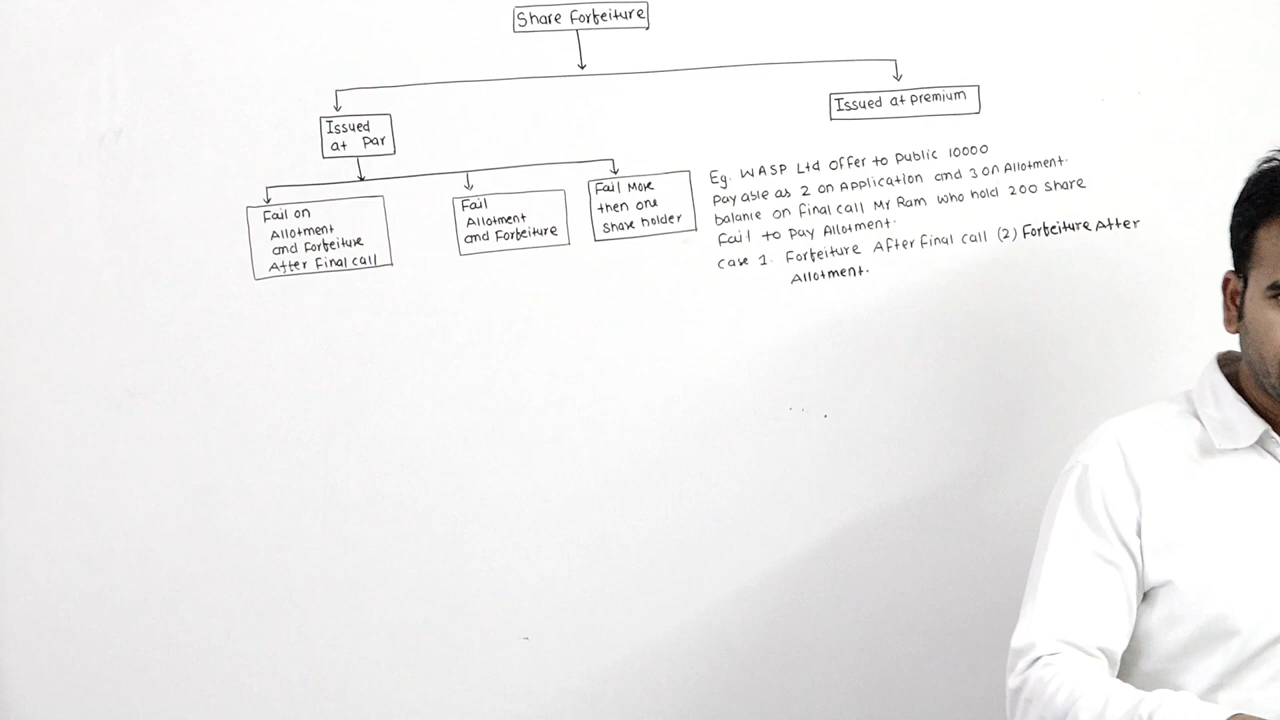 Share Forfeiture
Issued at premium
Issued
at Par
Fail on
Allotment
and Forfeiture
After Final call
Fail
Allotment
and Forfeiture
Fail More
then one
share holder
Eg. WASP Ltd offer to Public 10000
Payable as 2 on Application and 3 on Allotment.
balance on final call Mr Ram who hold 200 share
Fail to Pay Allotment.
case 1. Forfeiture After final call (2) Forfeiture After
Allotment.